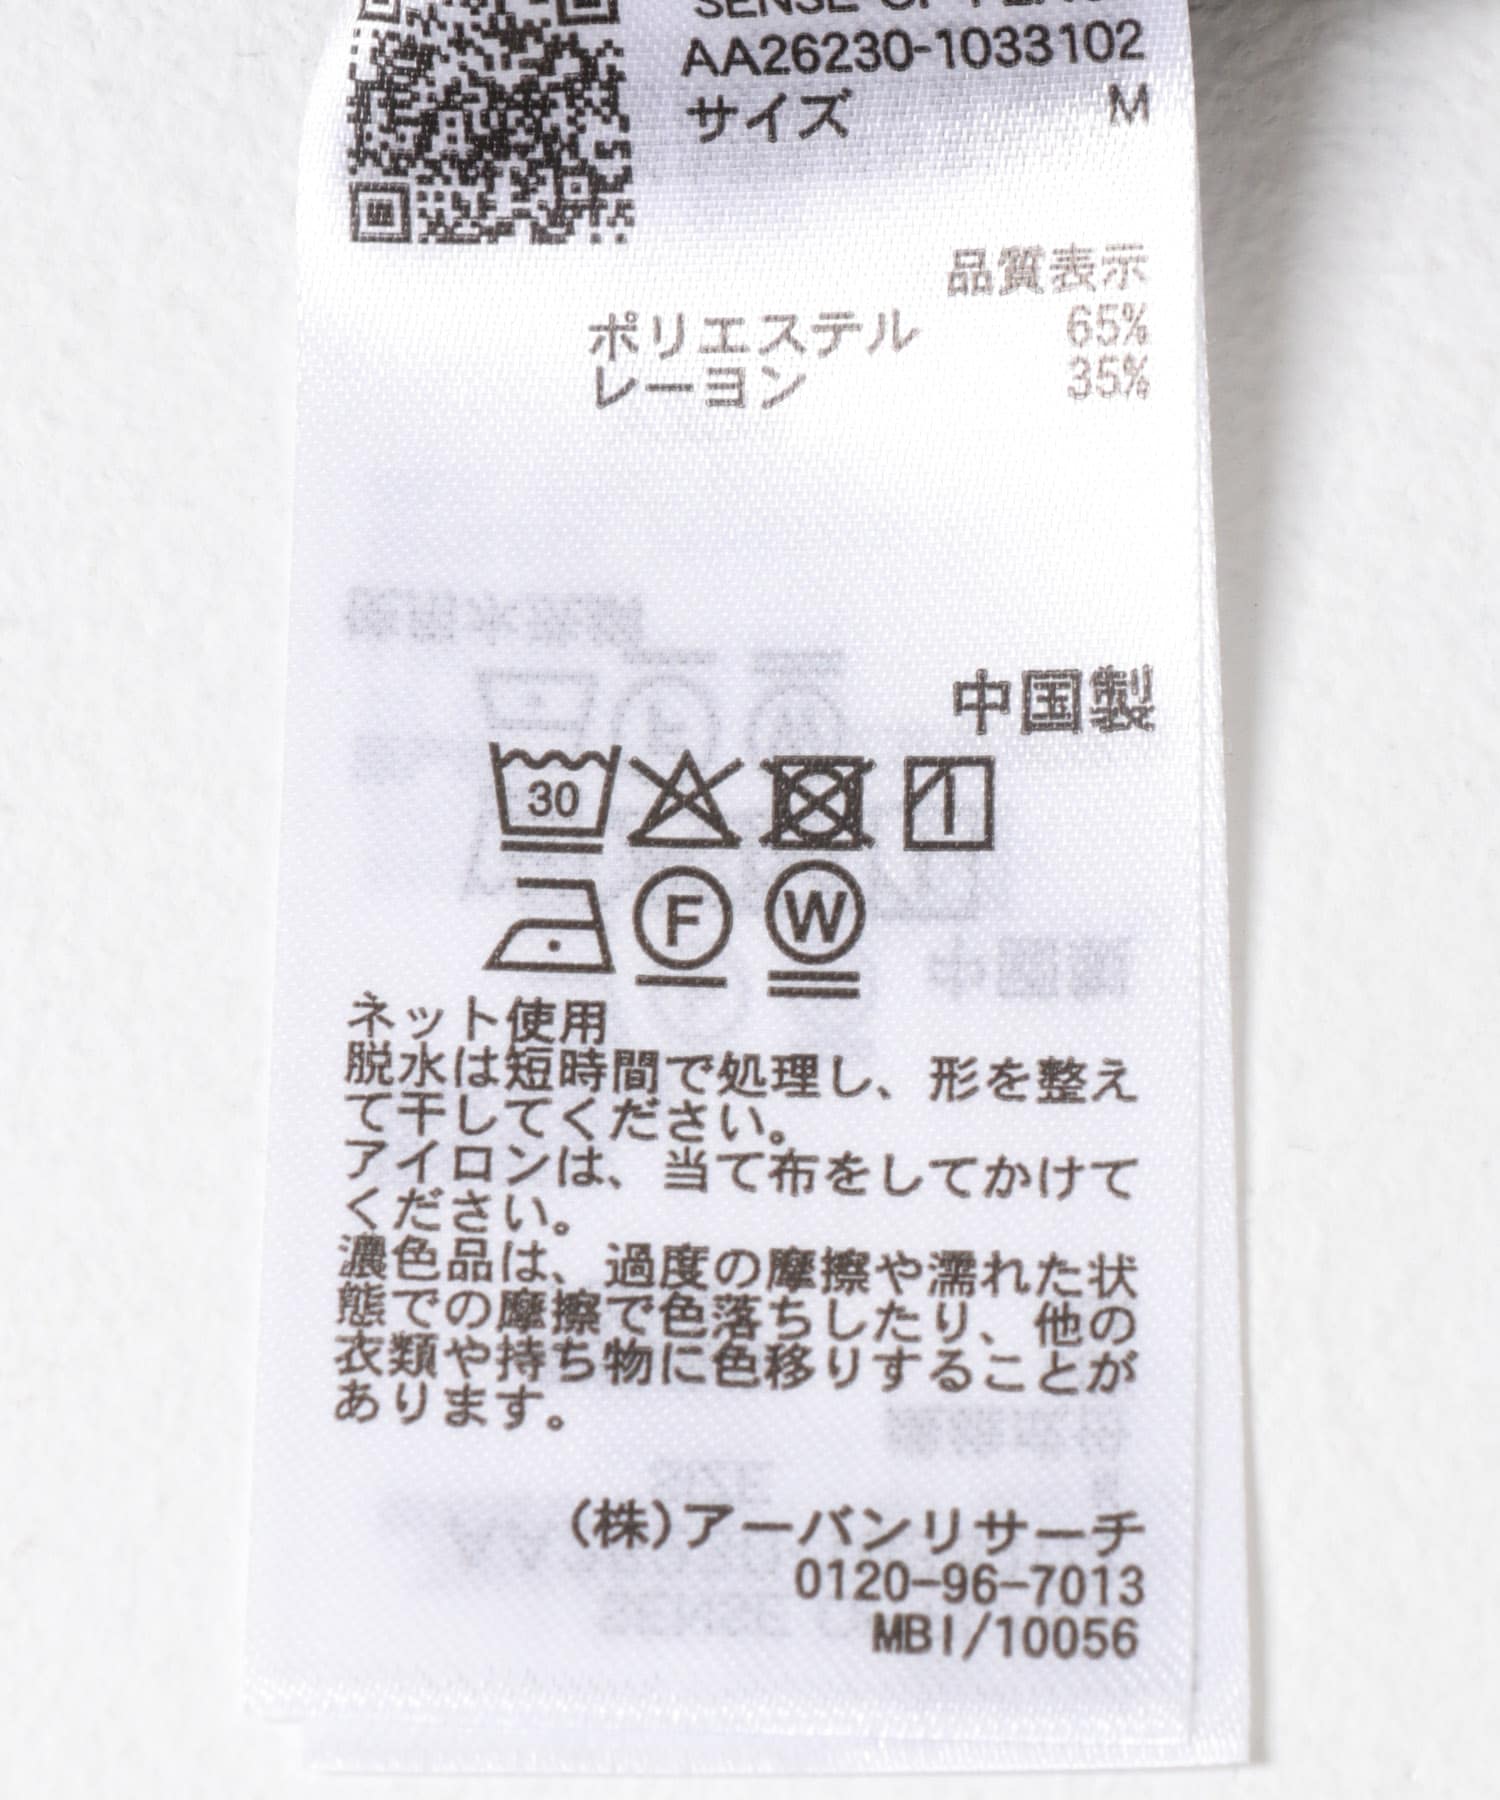 SENSE OF PLACE
AA26230-1033102
サイズ M
品質表示
ポリエステル 65%
レーヨン 35%
中国製
30
F W
ネット使用
脱水は短時間で処理し、形を整え
て干してください。
アイロンは、当て布をしてかけて
ください。
濃色品は、過度の摩擦や濡れた状
態での摩擦で色落ちしたり、他の
衣類や持ち物に色移りすることが
あります。
(株)アーバンリサーチ
0120-96-7013
MBI/10056